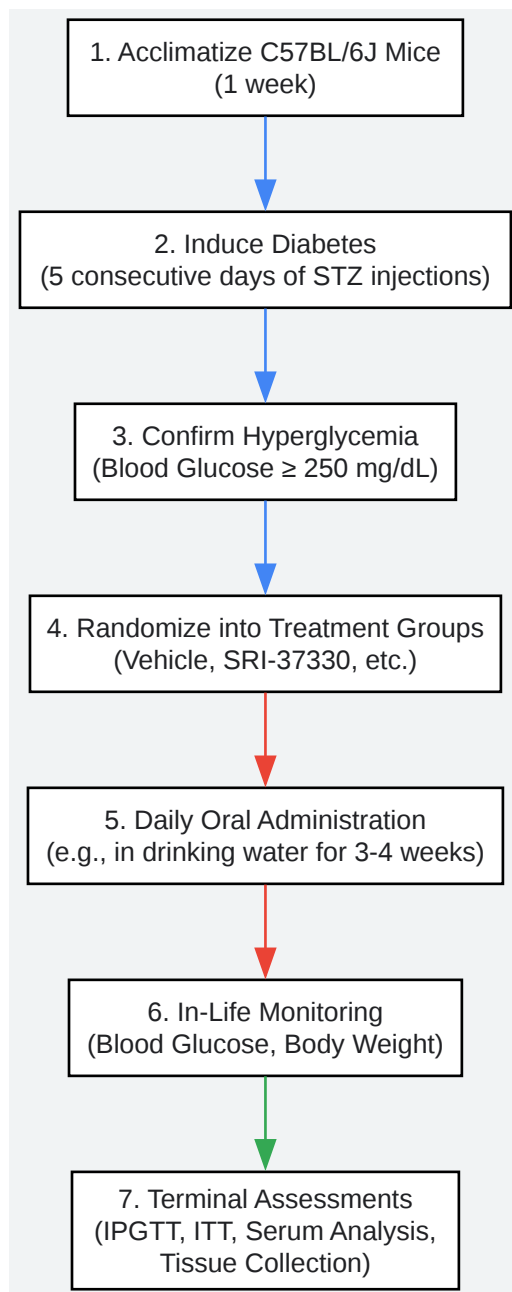 1. Acclimatize C57BL/6J Mice
(1 week)
2. Induce Diabetes
(5 consecutive days of STZ injections)
3. Confirm Hyperglycemia
(Blood Glucose ≥ 250 mg/dL)
4. Randomize into Treatment Groups
(Vehicle, SRI-37330, etc.)
5. Daily Oral Administration
(e.g., in drinking water for 3-4 weeks)
6. In-Life Monitoring
(Blood Glucose, Body Weight)
7. Terminal Assessments
(IPGTT, ITT, Serum Analysis,
Tissue Collection)